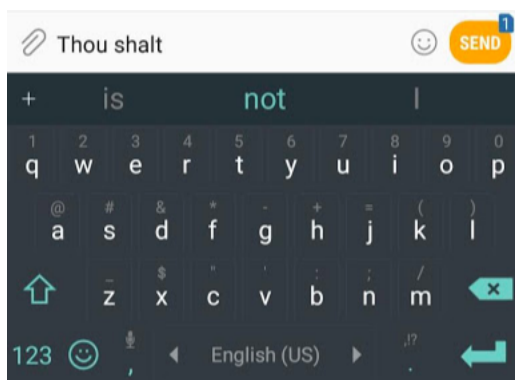 Thou shalt SEND 1
+ is not I
1 2 3 4 5 6 7 8 9 0
q w e r t y u i o p
@ # & * - + = ( )
a s d f g h j k l
_ $ " ' : ; /
z x c v b n m
123 , English (US) ,!? .